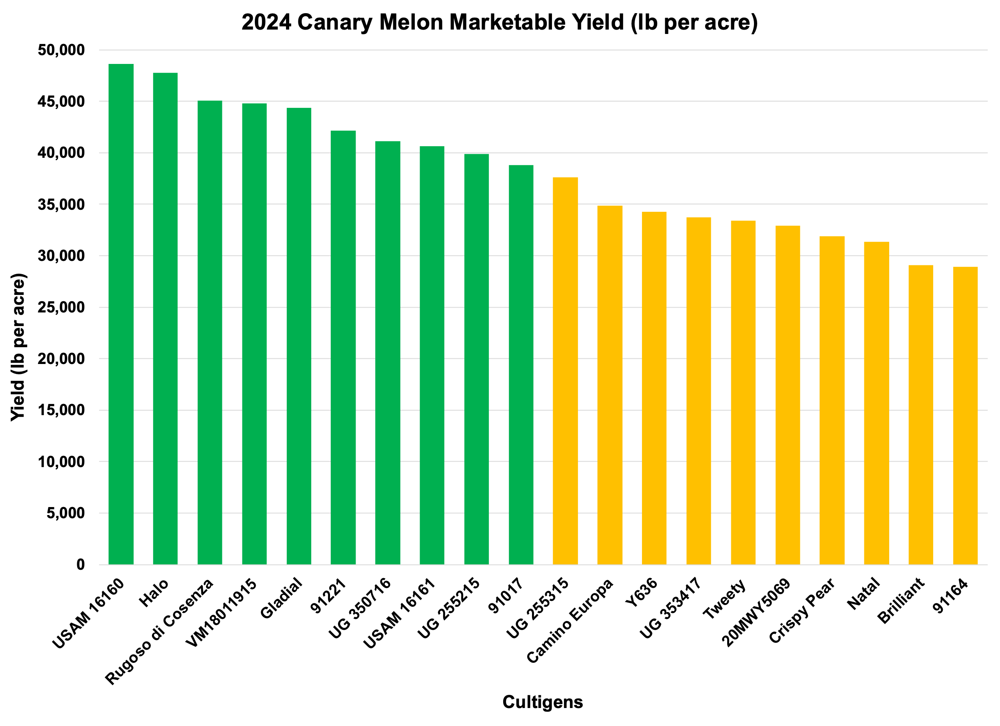 2024 Canary Melon Marketable Yield (lb per acre)
50,000
45,000
40,000
35,000
30,000
25,000
20,000
15,000
10,000
5,000
0
Yield (lb per acre)
USAM 16160
Halo
Rugoso di Cosenza
VM18011915
Gladial
91221
UG 350716
USAM 16161
UG 255215
91017
UG 255315
Camino Europa
Y636
UG 353417
Tweety
20MWY5069
Crispy Pear
Natal
Brilliant
91164
Cultigens